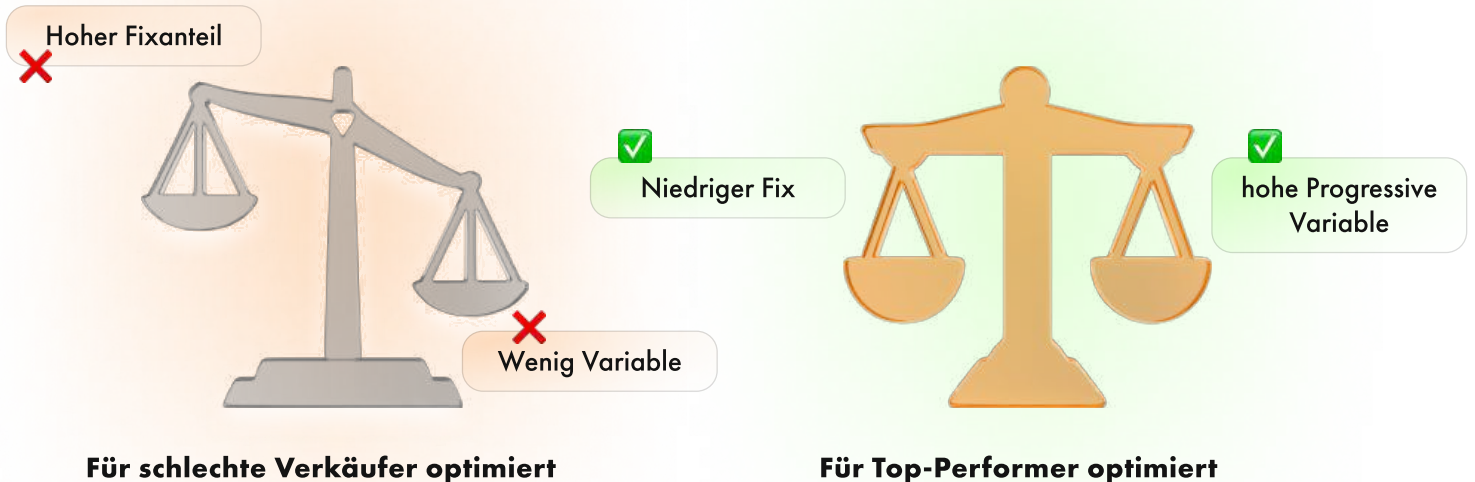 Hoher Fixanteil
Wenig Variable
Für schlechte Verkäufer optimiert
Niedriger Fix
hohe Progressive
Variable
Für Top-Performer optimiert